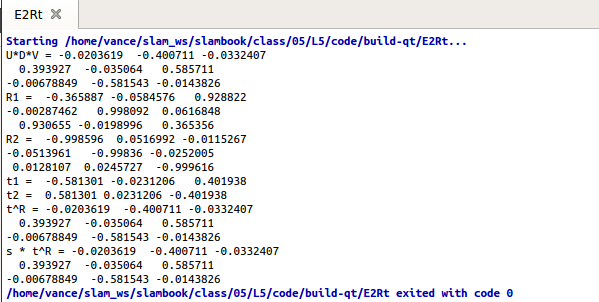 E2Rt
Starting /home/vance/slam_ws/slambook/class/05/L5/code/build-qt/E2Rt...
U*D*V = -0.0203619 -0.400711 -0.0332407
0.393927 -0.035064 0.585711
-0.00678849 -0.581543 -0.0143826
R1 = -0.365887 -0.0584576 0.928822
-0.00287462 0.998092 0.0616848
0.930655 -0.0198996 0.365356
R2 = -0.998596 0.0516992 -0.0115267
-0.0513961 -0.99836 -0.0252005
0.0128107 0.0245727 -0.999616
t1 = -0.581301 -0.0231206 0.401938
t2 = 0.581301 0.0231206 -0.401938
t^R = -0.0203619 -0.400711 -0.0332407
0.393927 -0.035064 0.585711
-0.00678849 -0.581543 -0.0143826
s * t^R = -0.0203619 -0.400711 -0.0332407
0.393927 -0.035064 0.585711
-0.00678849 -0.581543 -0.0143826
/home/vance/slam_ws/slambook/class/05/L5/code/build-qt/E2Rt exited with code 0